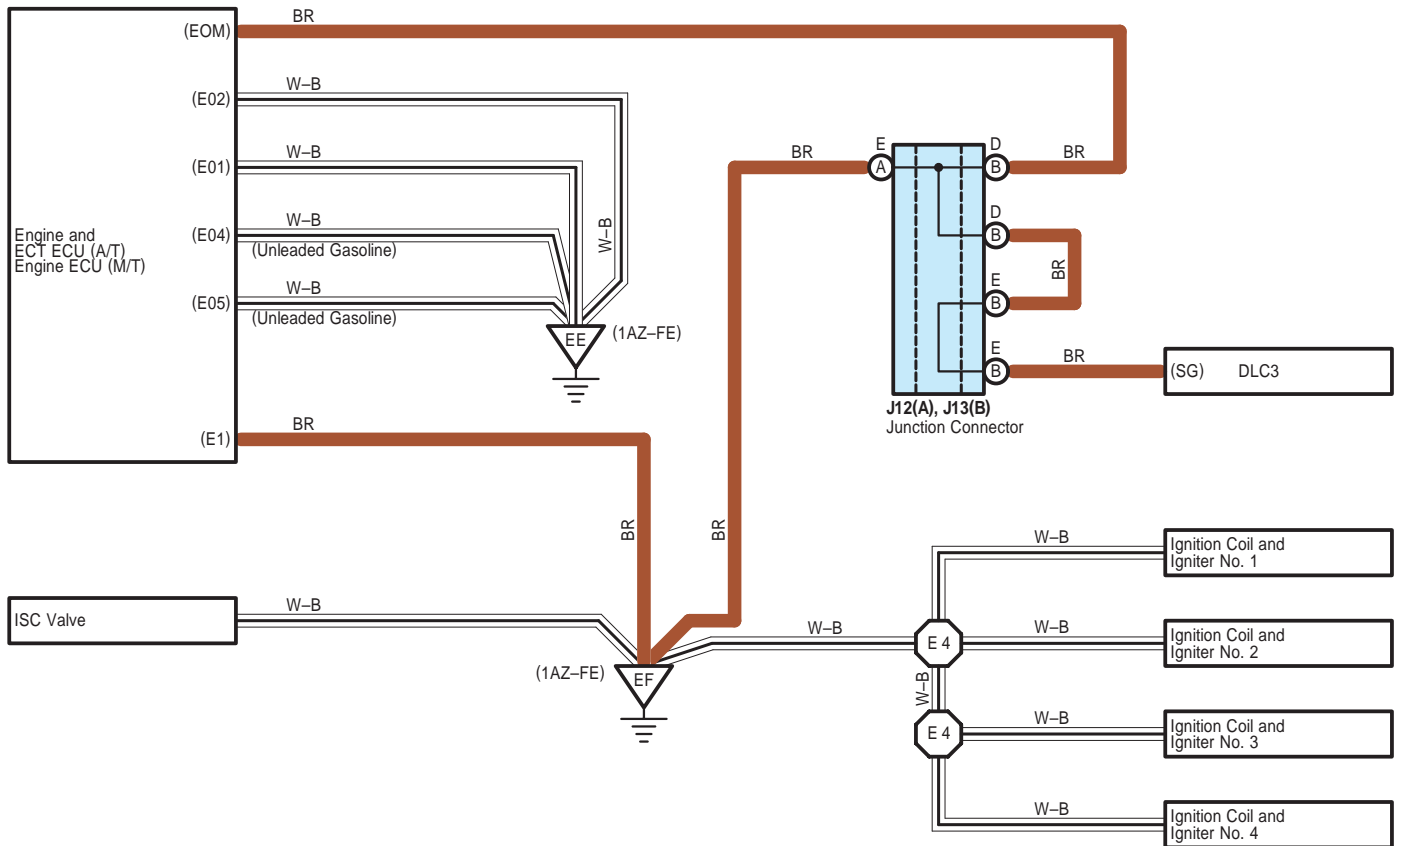 BR
(EOM)
W–B
(E02)
W–B
(E01)
E
D
BR
A
B
BR
W–B
(E04)
(Unleaded Gasoline)
W–B
D
B
Engine and
ECT ECU (A/T)
Engine ECU (M/T)
BR
W–B
(E05)
(Unleaded Gasoline)
E
B
EE
(1AZ–FE)
E
B
BR
(SG) DLC3
J12(A), J13(B)
Junction Connector
BR
(E1)
BR
BR
W–B
Ignition Coil and
Igniter No. 1
W–B
ISC Valve
W–B
W–B
E 4
Ignition Coil and
Igniter No. 2
(1AZ–FE)
EF
W–B
W–B
E 4
Ignition Coil and
Igniter No. 3
W–B
Ignition Coil and
Igniter No. 4